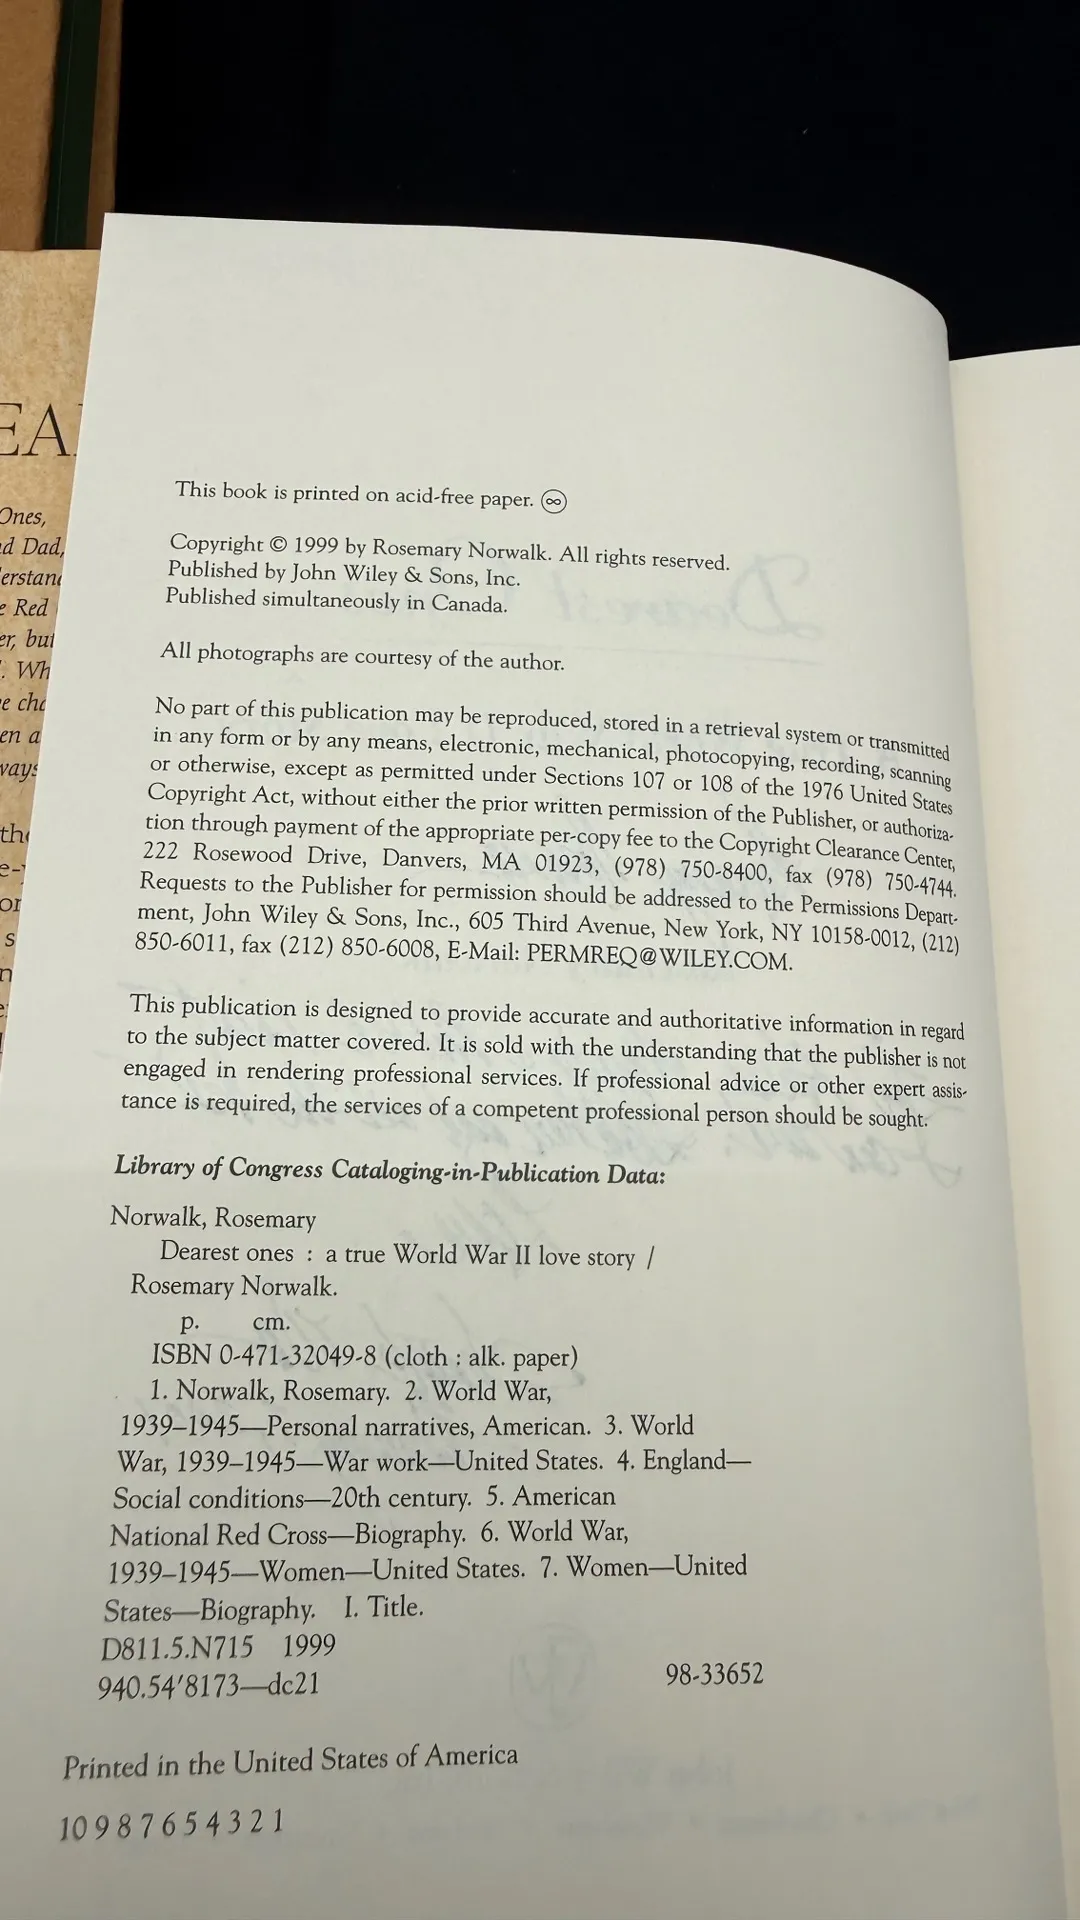 EA
Ones,
d Dad,
e Red
er, but
. Wh
en a
ways
This book is printed on acid-free paper. ♾
Copyright © 1999 by Rosemary Norwalk. All rights reserved.
Published by John Wiley & Sons, Inc.
Published simultaneously in Canada.
All photographs are courtesy of the author.
No part of this publication may be reproduced, stored in a retrieval system or transmitted
in any form or by any means, electronic, mechanical, photocopying, recording, scanning
or otherwise, except as permitted under Sections 107 or 108 of the 1976 United States
Copyright Act, without either the prior written permission of the Publisher, or authoriza-
tion through payment of the appropriate per-copy fee to the Copyright Clearance Center,
222 Rosewood Drive, Danvers, MA 01923, (978) 750-8400, fax (978) 750-4744.
Requests to the Publisher for permission should be addressed to the Permissions Depart-
ment, John Wiley & Sons, Inc., 605 Third Avenue, New York, NY 10158-0012, (212)
850-6011, fax (212) 850-6008, E-Mail: PERMREQ@WILEY.COM.
This publication is designed to provide accurate and authoritative information in regard
to the subject matter covered. It is sold with the understanding that the publisher is not
engaged in rendering professional services. If professional advice or other expert assis-
tance is required, the services of a competent professional person should be sought.
Library of Congress Cataloging-in-Publication Data:
Norwalk, Rosemary
Dearest ones : a true World War II love story /
Rosemary Norwalk.
p. cm.
ISBN 0-471-32049-8 (cloth : alk. paper)
1. Norwalk, Rosemary. 2. World War,
1939–1945—Personal narratives, American. 3. World
War, 1939–1945—War work—United States. 4. England—
Social conditions—20th century. 5. American
National Red Cross—Biography. 6. World War,
1939–1945—Women—United States. 7. Women—United
States—Biography. I. Title.
D811.5.N715 1999
940.54'8173—dc21 98-33652
Printed in the United States of America
10 9 8 7 6 5 4 3 2 1